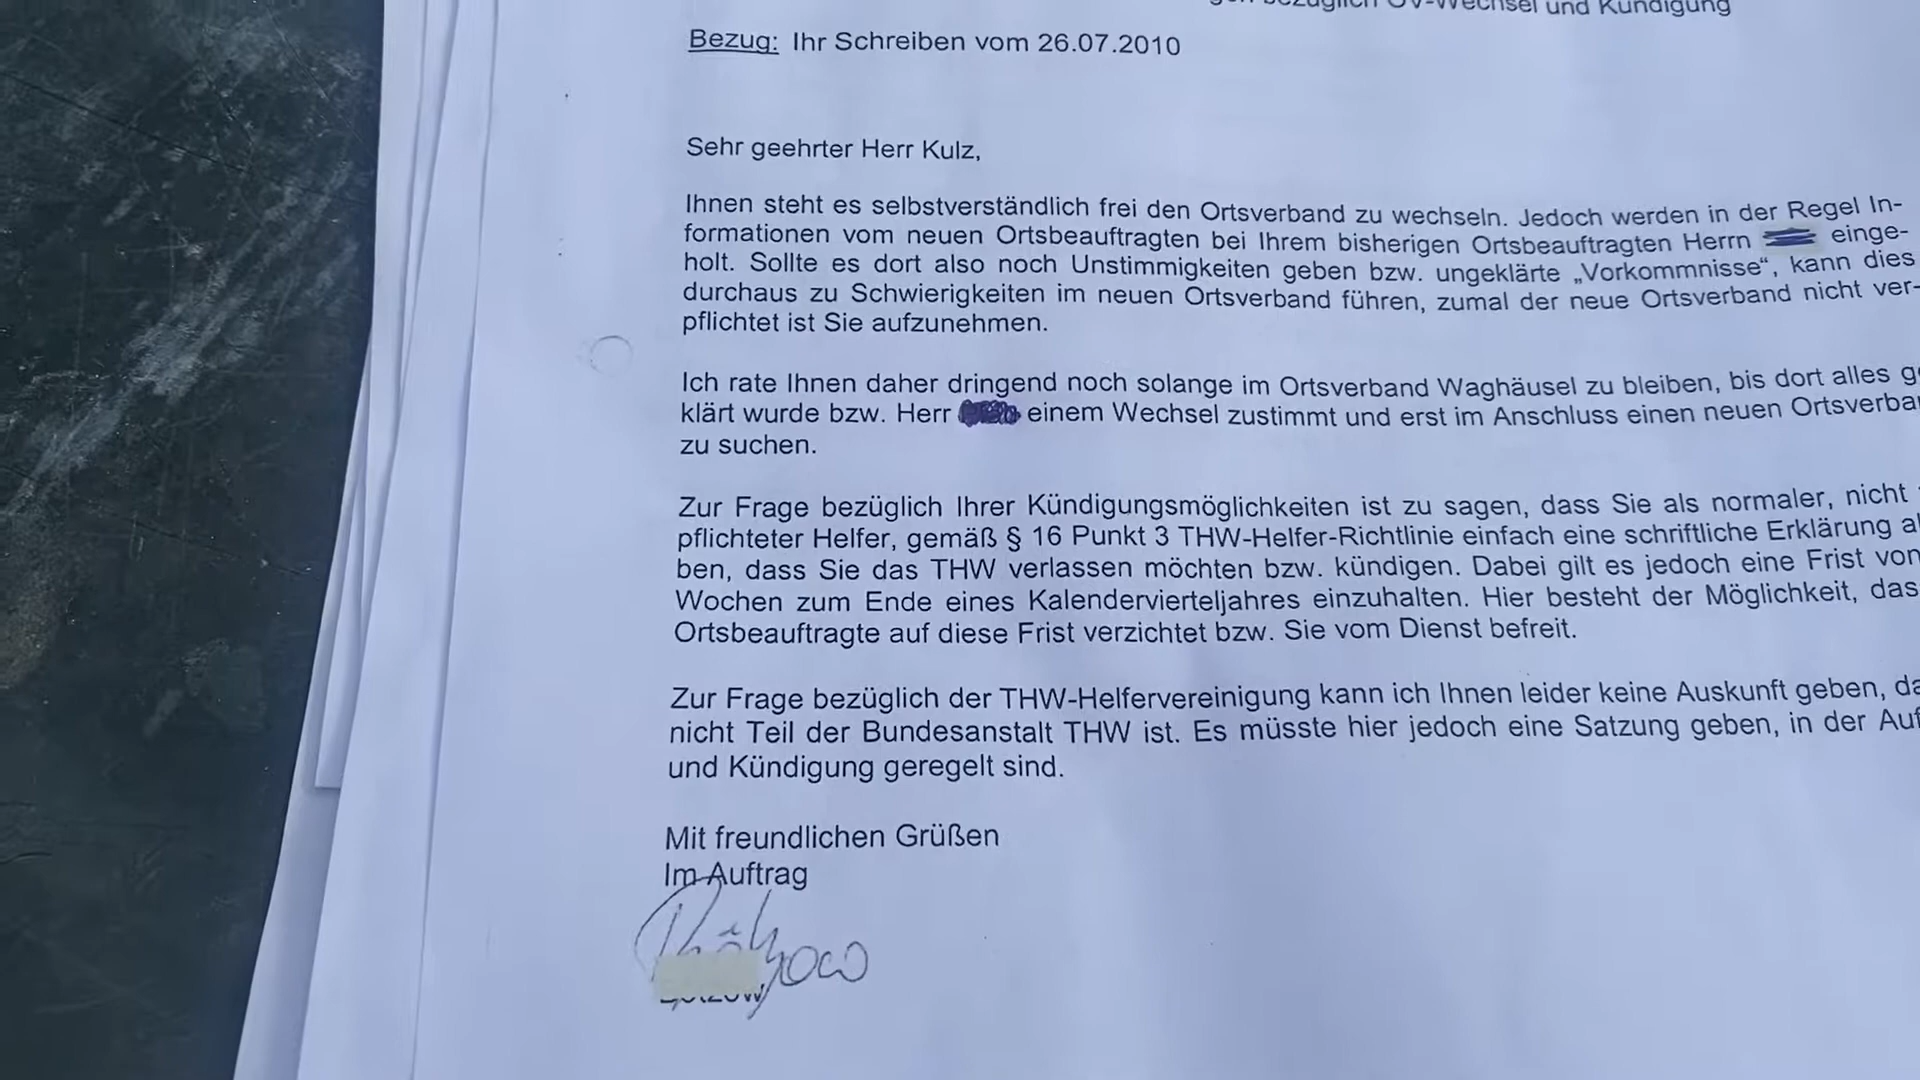 bezüglich OV-Wechsel und Kündigung
Bezug: Ihr Schreiben vom 26.07.2010
Sehr geehrter Herr Kulz,
Ihnen steht es selbstverständlich frei den Ortsverband zu wechseln. Jedoch werden in der Regel In-
formationen vom neuen Ortsbeauftragten bei Ihrem bisherigen Ortsbeauftragten Herrn einge-
holt. Sollte es dort also noch Unstimmigkeiten geben bzw. ungeklärte „Vorkommnisse“, kann dies
durchaus zu Schwierigkeiten im neuen Ortsverband führen, zumal der neue Ortsverband nicht ver-
pflichtet ist Sie aufzunehmen.
Ich rate Ihnen daher dringend noch solange im Ortsverband Waghäusel zu bleiben, bis dort alles
klärt wurde bzw. Herr einem Wechsel zustimmt und erst im Anschluss einen neuen
zu suchen.
Zur Frage bezüglich Ihrer Kündigungsmöglichkeiten ist zu sagen, dass Sie als normaler, nicht
pflichteter Helfer, gemäß § 16 Punkt 3 THW-Helfer-Richtlinie einfach eine schriftliche Erklärung
ben, dass Sie das THW verlassen möchten bzw. kündigen. Dabei gilt es jedoch eine Frist von
Wochen zum Ende eines Kalendervierteljahres einzuhalten. Hier besteht der Möglichkeit,
Ortsbeauftragte auf diese Frist verzichtet bzw. Sie vom Dienst befreit.
Zur Frage bezüglich der THW-Helfervereinigung kann ich Ihnen leider keine Auskunft geben,
nicht Teil der Bundesanstalt THW ist. Es müsste hier jedoch eine Satzung geben, in der
und Kündigung geregelt sind.
Mit freundlichen Grüßen
Im Auftrag